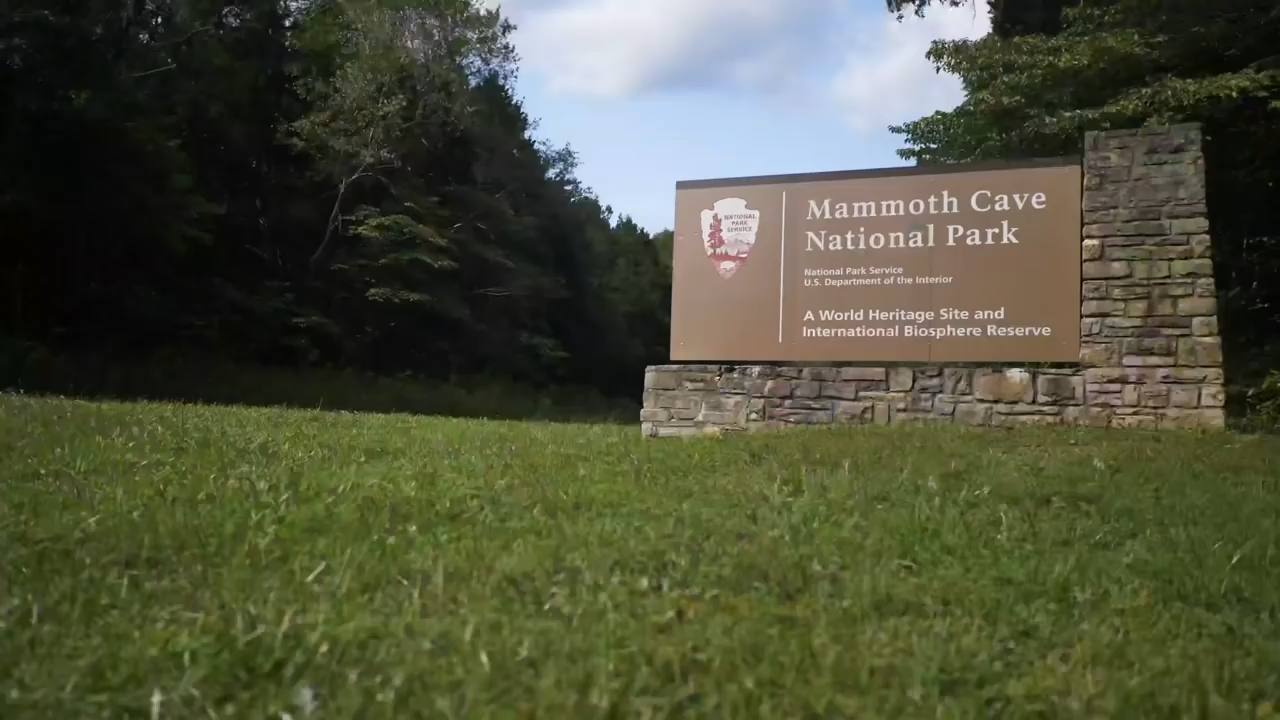 NATIONAL
PARK
SERVICE
Mammoth Cave
National Park
National Park Service
U.S. Department of the Interior
A World Heritage Site and
International Biosphere Reserve